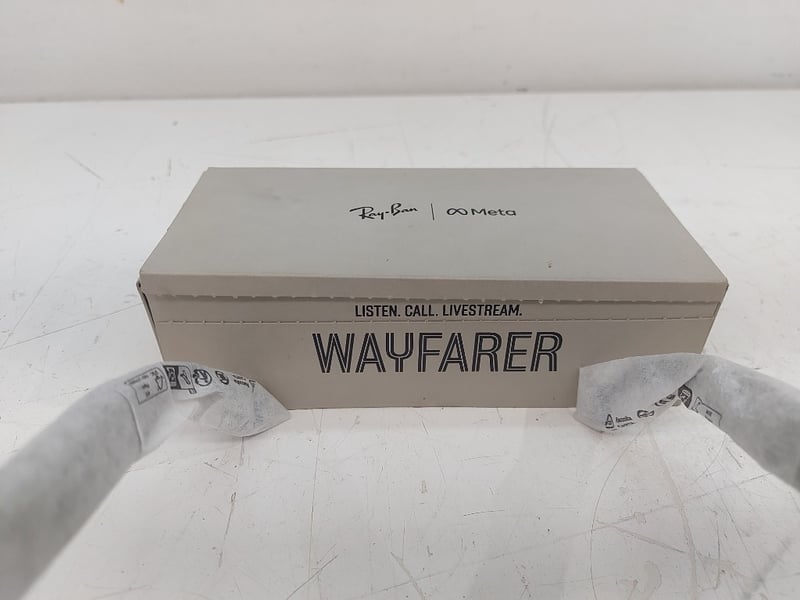 Ray-Ban | ∞ Meta
LISTEN. CALL. LIVESTREAM.
WAYFARER